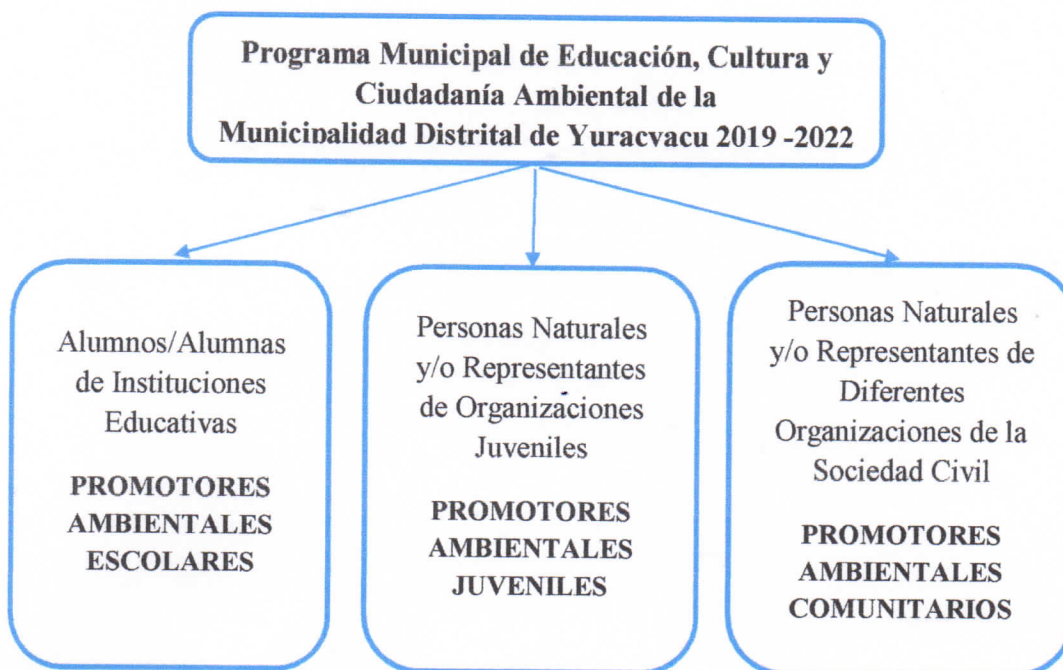 Programa Municipal de Educación, Cultura y
Ciudadanía Ambiental de la
Municipalidad Distrital de Yuracyacu 2019 -2022
Alumnos/Alumnas
de Instituciones
Educativas
PROMOTORES
AMBIENTALES
ESCOLARES
Personas Naturales
y/o Representantes
de Organizaciones
Juveniles
PROMOTORES
AMBIENTALES
JUVENILES
Personas Naturales
y/o Representantes de
Diferentes
Organizaciones de la
Sociedad Civil
PROMOTORES
AMBIENTALES
COMUNITARIOS